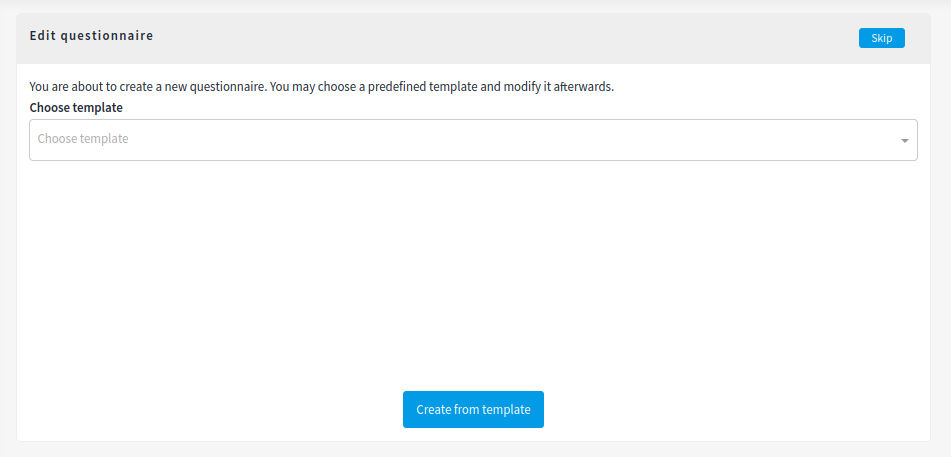 Edit questionnaire
Skip
You are about to create a new questionnaire. You may choose a predefined template and modify it afterwards.
Choose template
Choose template
Create from template